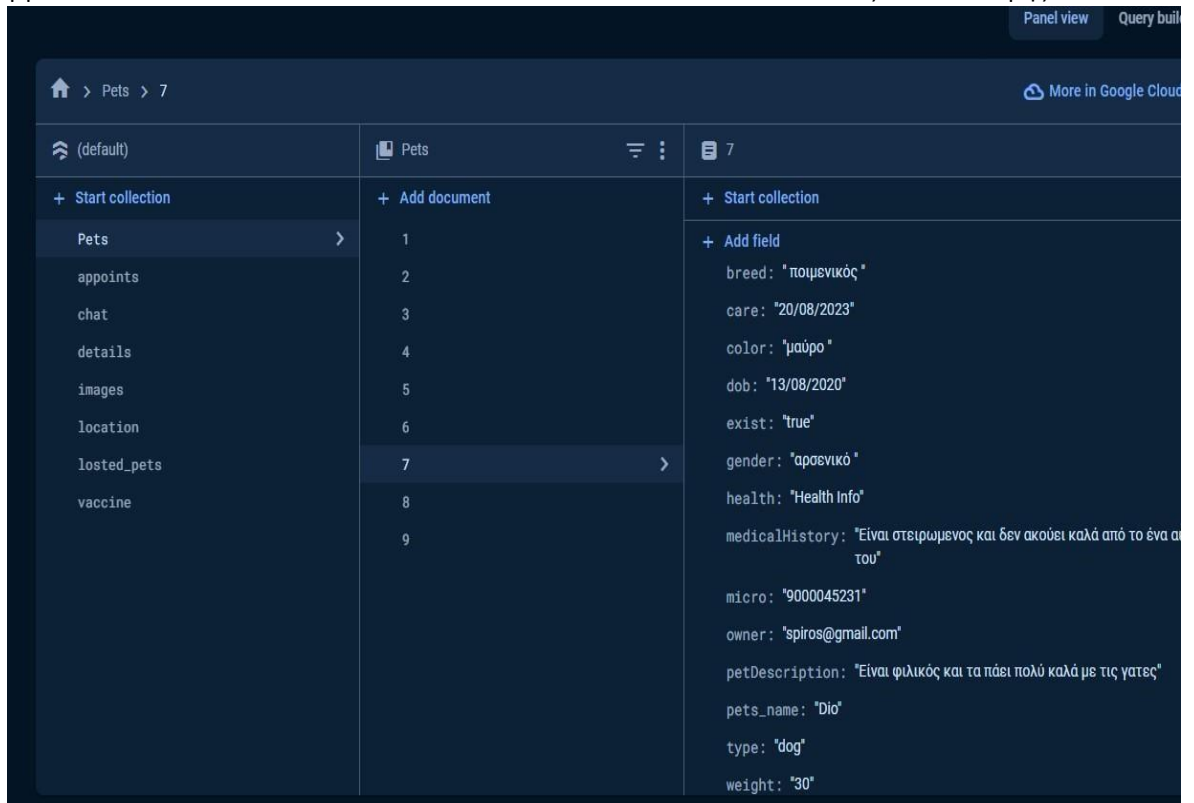 Panel view Query buil
Pets > 7
More in Google Cloud
(default)
Pets
7
+ Start collection
+ Add document
+ Start collection
Pets
appoints
chat
details
images
location
losted_pets
vaccine
1
2
3
4
5
6
7
8
9
+ Add field
breed: " ποιμενικός "
care: "20/08/2023"
color: "μαύρο "
dob: "13/08/2020"
exist: "true"
gender: "αρσενικό "
health: "Health Info"
medicalHistory: "Είναι στειρωμενος και δεν ακούει καλά από το ένα
του"
micro: "9000045231"
owner: "spiros@gmail.com"
petDescription: "Είναι φιλικός και τα πάει πολύ καλά με τις γατες"
pets_name: "Dio"
type: "dog"
weight: "30"